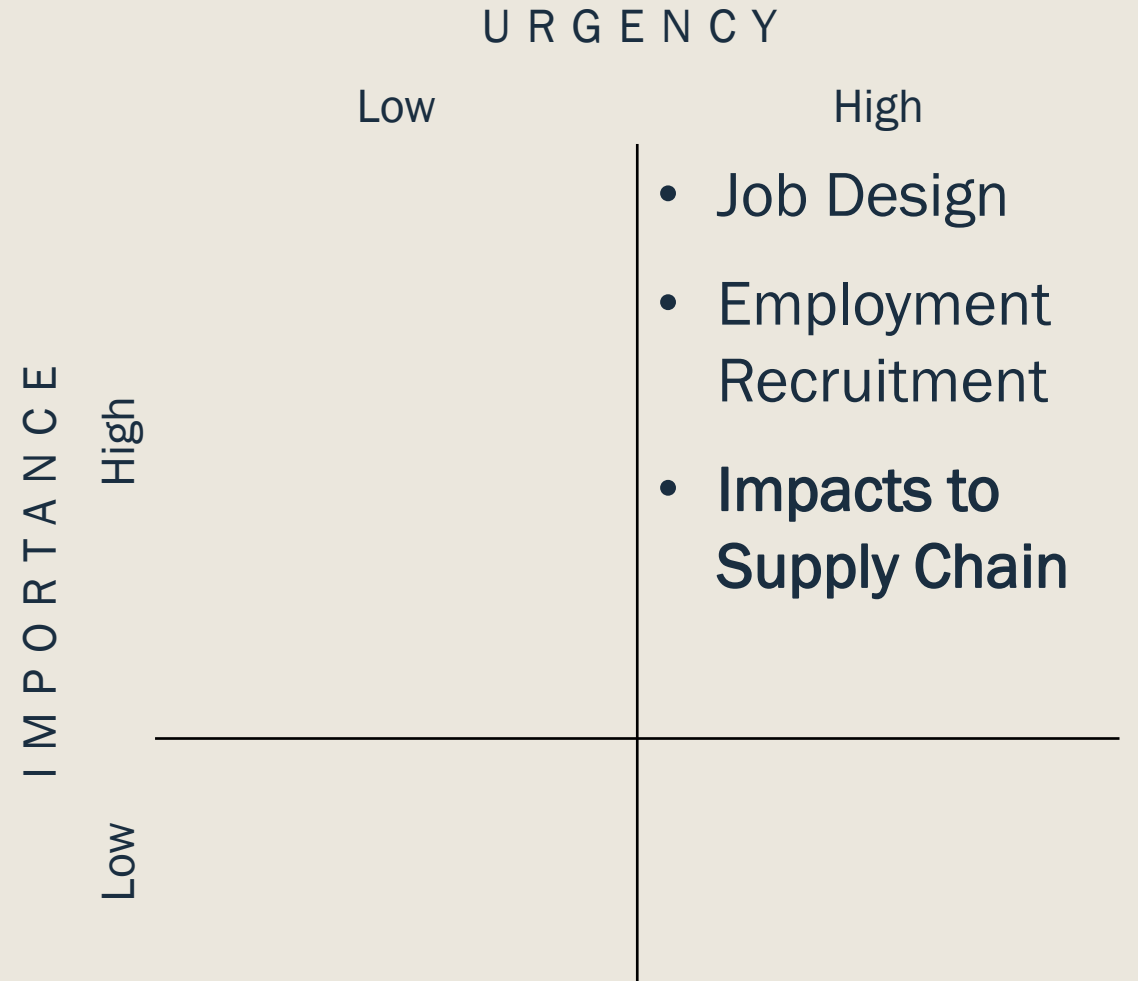 URGENCY
Low
High
• Job Design
• Employment
Recruitment
• Impacts to
Supply Chain
IMPORTANCE
High
Low